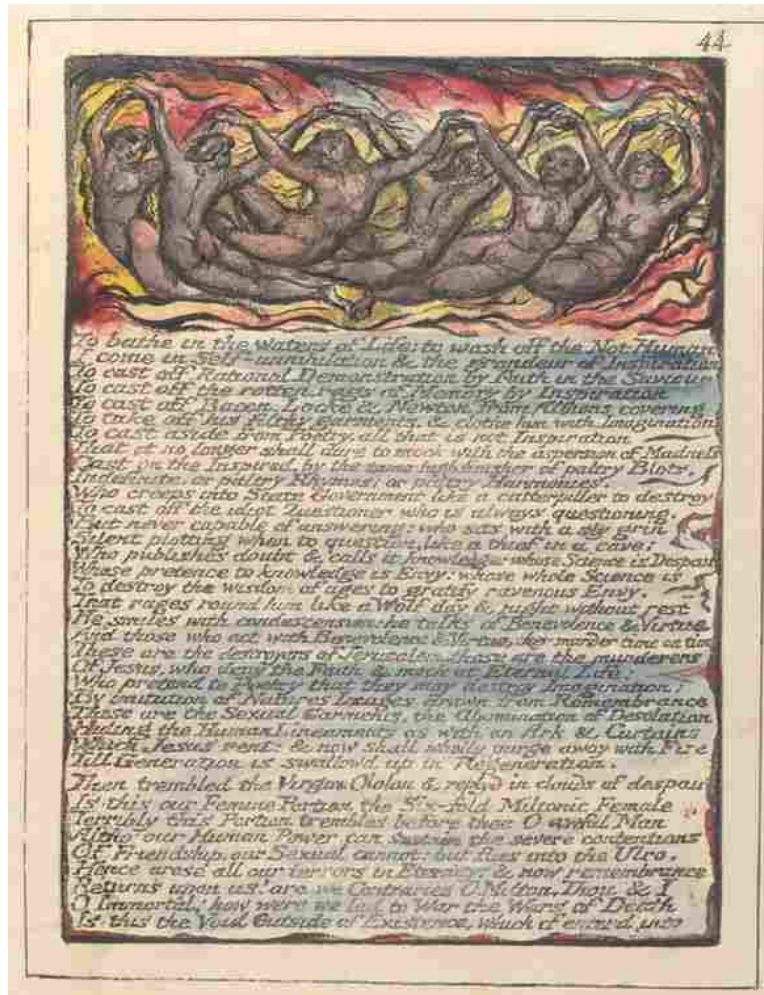 44
To bathe in the Waters of Life; to wash off the Not Human
I come in Self-annihilation & the grandeur of Inspiration
To cast off Rational Demonstration by Faith in the Saviour
To cast off the rotten rags of Memory by Inspiration
To cast off Bacon, Locke & Newton from Albions covering
To take off his filthy garments, & clothe him with Imagination
To cast aside from Poetry, all that is not Inspiration
That it no longer shall dare to mock with the aspersion of Madness
Cast on the Inspired, by the tame high finisher of paltry Blots,
Indefinite, or paltry Rhymes; or paltry Harmonies.
Who creeps into State Government like a catterpiller to destroy
To cast off the idiot Questioner who is always questioning,
But never capable of answering; who sits with a sly grin
Silent plotting when to question, like a thief in a cave;
Who publishes doubt & calls it knowledge; whose Science is Despair
Whose pretence to knowledge is Envy, whose whole Science is
To destroy the wisdom of ages to gratify ravenous Envy,
That rages round him like a Wolf day & night without rest
He smiles with condescension; he talks of Benevolence & Virtue
And those who act with Benevolence & Virtue, they murder time on time
These are the destroyers of Jerusalem, these are the murderers
Of Jesus, who deny the Faith & mock at Eternal Life;
Who pretend to Poetry that they may destroy Imagination;
By imitation of Natures Images drawn from Remembrance
These are the Sexual Garments, the Abomination of Desolation
Hiding the Human Lineaments as with an Ark & Curtains
Which Jesus rent: & now shall wholly purge away with Fire
Till Generation is swallowd up in Regeneration.
Then trembled the Virgin Ololon & replyd in clouds of despair
Is this our Femine Portion the Six-fold Miltonic Female
Terribly this Portion trembles before thee O awful Man
Altho' our Human Power can sustain the severe contentions
Of Friendship, our Sexual cannot: but flies into the Ulro.
Hence arose all our terrors in Eternity! & now remembrance
Returns upon us! are we Contraries O Milton, Thou & I
O Immortal! how were we led to War the Wars of Death
Is this the Void Outside of Existence, which if enter'd into